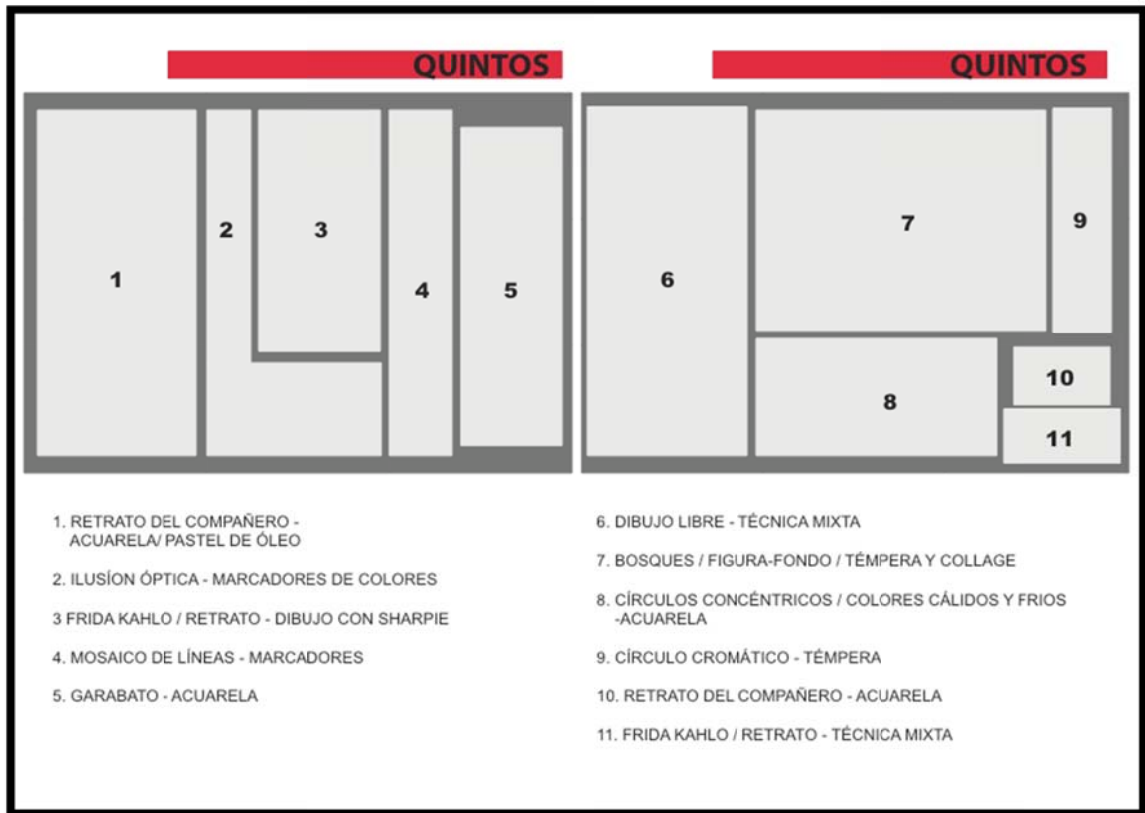 QUINTOS
1
2
3
4
5
1. RETRATO DEL COMPAÑERO -
ACUARELA/ PASTEL DE ÓLEO
2. ILUSÍON ÓPTICA - MARCADORES DE COLORES
3 FRIDA KAHLO / RETRATO - DIBUJO CON SHARPIE
4. MOSAICO DE LÍNEAS - MARCADORES
5. GARABATO - ACUARELA
QUINTOS
6
7
9
10
8
11
6. DIBUJO LIBRE - TÉCNICA MIXTA
7. BOSQUES / FIGURA-FONDO / TÉMPERA Y COLLAGE
8. CÍRCULOS CONCÉNTRICOS / COLORES CÁLIDOS Y FRIOS
-ACUARELA
9. CÍRCULO CROMÁTICO - TÉMPERA
10. RETRATO DEL COMPAÑERO - ACUARELA
11. FRIDA KAHLO / RETRATO - TÉCNICA MIXTA